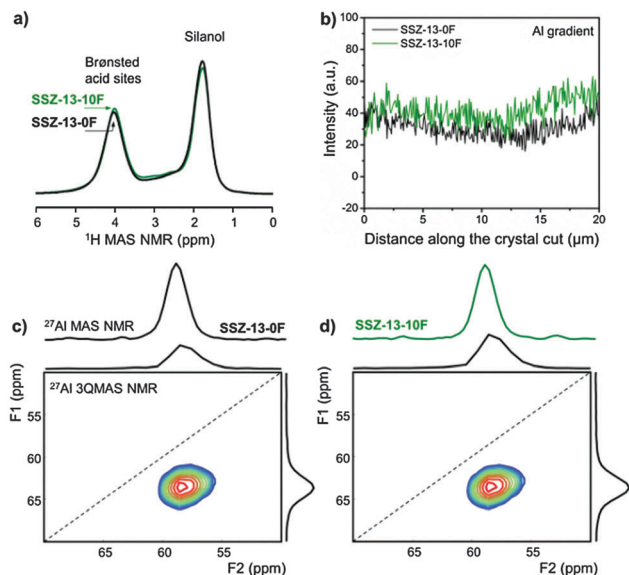 a)
Silanol
Brønsted
acid sites
SSZ-13-10F
SSZ-13-0F
6 5 4 3 2 1 0
¹H MAS NMR (ppm)
b)
SSZ-13-0F
SSZ-13-10F
Al gradient
Intensity (a.u.)
100
80
60
40
20
0
-20
0 5 10 15 20
Distance along the crystal cut (µm)
c)
²⁷Al MAS NMR
SSZ-13-0F
²⁷Al 3QMAS NMR
F1 (ppm)
55
60
65
65 60 55
F2 (ppm)
d)
SSZ-13-10F
F1 (ppm)
55
60
65
65 60 55
F2 (ppm)